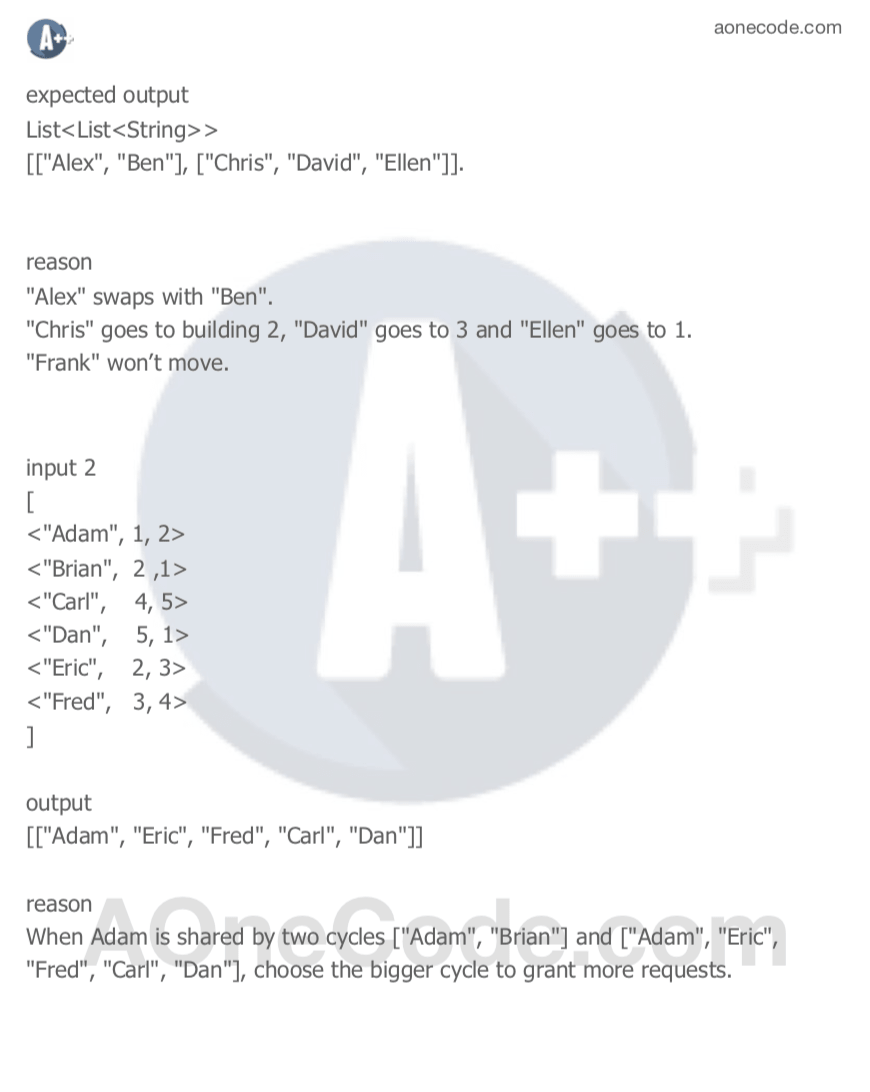 A++
aonecode.com
expected output
List<List<String>>
[["Alex", "Ben"], ["Chris", "David", "Ellen"]].
reason
"Alex" swaps with "Ben".
"Chris" goes to building 2, "David" goes to 3 and "Ellen" goes to 1.
"Frank" won’t move.
input 2
[
<"Adam", 1, 2>
<"Brian", 2 ,1>
<"Carl", 4, 5>
<"Dan", 5, 1>
<"Eric", 2, 3>
<"Fred", 3, 4>
]
output
[["Adam", "Eric", "Fred", "Carl", "Dan"]]
reason
When Adam is shared by two cycles ["Adam", "Brian"] and ["Adam", "Eric",
"Fred", "Carl", "Dan"], choose the bigger cycle to grant more requests.
A++
AOneCode.com